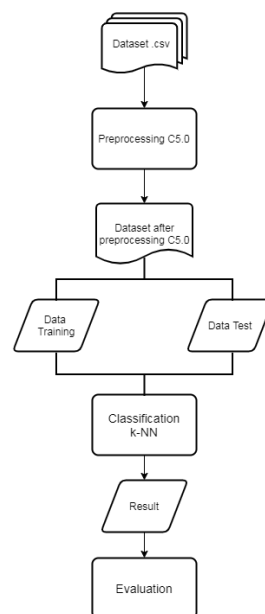 Dataset .csv
Preprocessing C5.0
Dataset after
preprocessing C5.0
Data
Training
Data Test
Classification
k-NN
Result
Evaluation